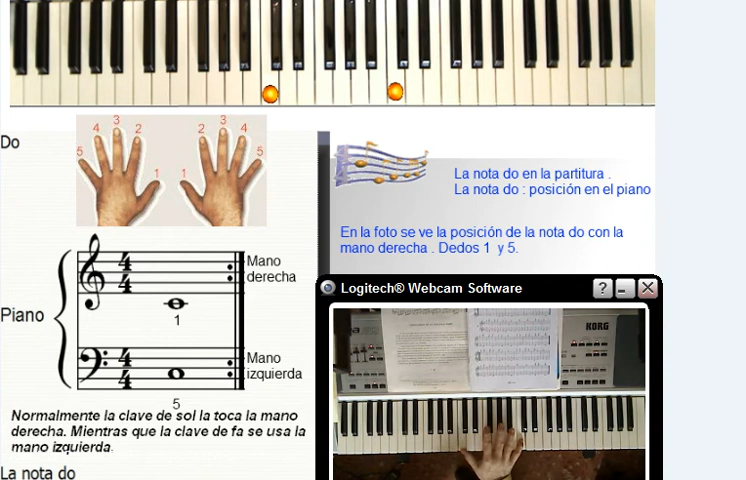 Do
4 3 2
5 1
2 3 4
1 5
La nota do en la partitura .
La nota do : posición en el piano
En la foto se ve la posición de la nota do con la
mano derecha . Dedos 1 y 5.
Piano
4
4
Mano
derecha
1
4
4
Mano
izquierda
5
Normalmente la clave de sol la toca la mano
derecha. Mientras que la clave de fa se usa la
mano izquierda.
La nota do
Logitech® Webcam Software
KORG